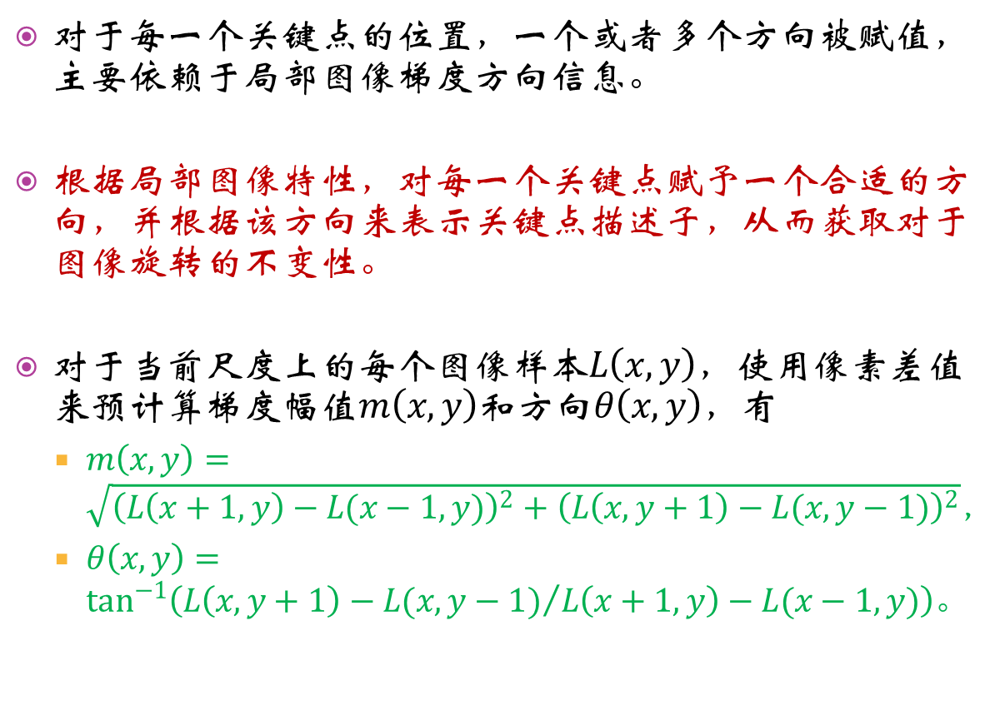 对于每一个关键点的位置，一个或者多个方向被赋值，
主要依赖于局部图像梯度方向信息。
根据局部图像特性，对每一个关键点赋予一个合适的方
向，并根据该方向来表示关键点描述子，从而获取对于
图像旋转的不变性。
对于当前尺度上的每个图像样本L(x, y)，使用像素差值
来预计算梯度幅值m(x, y)和方向θ(x, y)，有
m(x, y) =
√(L(x + 1, y) − L(x − 1, y))² + (L(x, y + 1) − L(x, y − 1))²，
θ(x, y) =
tan⁻¹(L(x, y + 1) − L(x, y − 1)/L(x + 1, y) − L(x − 1, y))。